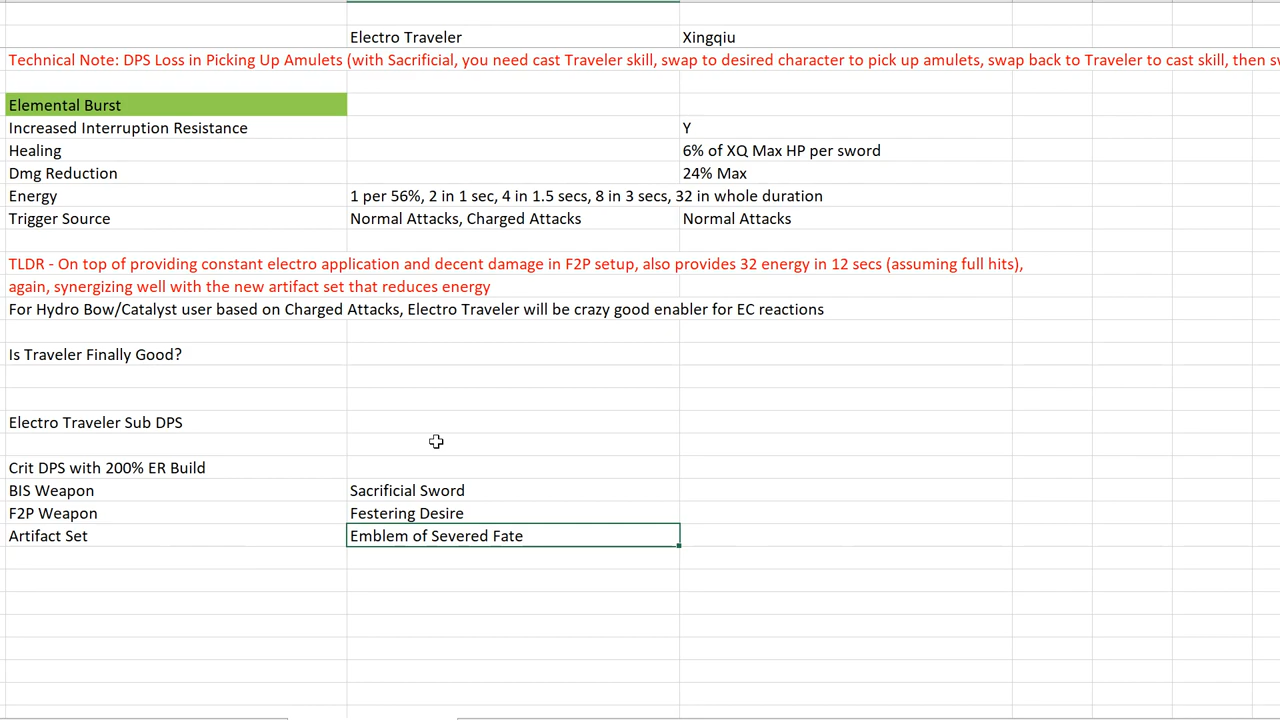 Electro Traveler Xingqiu
Technical Note: DPS Loss in Picking Up Amulets (with Sacrificial, you need cast Traveler skill, swap to desired character to pick up amulets, swap back to Traveler to cast skill, then
Elemental Burst
Increased Interruption Resistance Y
Healing 6% of XQ Max HP per sword
Dmg Reduction 24% Max
Energy 1 per 56%, 2 in 1 sec, 4 in 1.5 secs, 8 in 3 secs, 32 in whole duration
Trigger Source Normal Attacks, Charged Attacks Normal Attacks
TLDR - On top of providing constant electro application and decent damage in F2P setup, also provides 32 energy in 12 secs (assuming full hits),
again, synergizing well with the new artifact set that reduces energy
For Hydro Bow/Catalyst user based on Charged Attacks, Electro Traveler will be crazy good enabler for EC reactions
Is Traveler Finally Good?
Electro Traveler Sub DPS
Crit DPS with 200% ER Build
BIS Weapon Sacrificial Sword
F2P Weapon Festering Desire
Artifact Set Emblem of Severed Fate